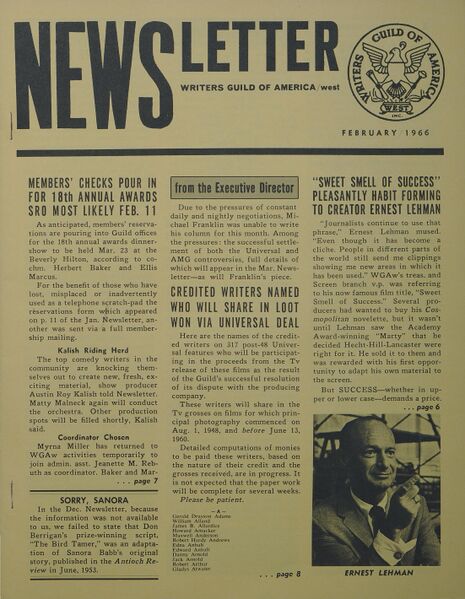 NEWSLETTER
WRITERS GUILD OF AMERICA/west
WRITERS GUILD OF AMERICA
WEST
INC.
FEBRUARY 1966
MEMBERS' CHECKS POUR IN
FOR 18th ANNUAL AWARDS
SRO MOST LIKELY FEB. 11
As anticipated, members' reserva-
tions are pouring into Guild offices
for the 18th annual awards dinner-
show to be held Mar. 23 at the
Beverly Hilton, according to co-
chm. Herbert Baker and Ellis
Marcus.
For the benefit of those who have
lost, misplaced or inadvertently
used as a telephone scratch-pad the
reservations form which appeared
on p. 11 of the Jan. Newsletter, an-
other was sent via a full member-
ship mailing.
Kalish Riding Herd
The top comedy writers in the
community are knocking them-
selves out to create new, fresh, ex-
citing material, show producer
Austin Roy Kalish told Newsletter.
Matty Malneck again will conduct
the orchestra. Other production
spots will be filled shortly, Kalish
said.
Coordinator Chosen
Myrna Miller has returned to
WGAw activities temporarily to
join admin. asst. Jeanette M. Reb-
uth as coordinator. Baker and Mar-
. . . page 7
SORRY, SANORA
In the Dec. Newsletter, because
the information was not available
to us, we failed to state that Don
Berrigan's prize-winning script,
"The Bird Tamer," was an adapta-
tion of Sanora Babb's original
story, published in the Antioch Re-
view in June, 1953.
from the Executive Director
Due to the pressures of constant
daily and nightly negotiations, Mi-
chael Franklin was unable to write
his column for this month. Among
the pressures: the successful settle-
ment of both the Universal and
AMG controversies, full details of
which will appear in the Mar. News-
letter—as will Franklin's piece.
CREDITED WRITERS NAMED
WHO WILL SHARE IN LOOT
WON VIA UNIVERSAL DEAL
Here are the names of the credit-
ed writers on 317 post-48 Univer-
sal features who will be participat-
ing in the proceeds from the Tv
release of these films as the result
of the Guild's successful resolution
of its dispute with the producing
company.
These writers will share in the
Tv grosses on films for which prin-
cipal photography commenced on
Aug. 1, 1948, and before June 13,
1960.
Detailed computations of monies
to be paid these writers, based on
the nature of their credit and the
grosses received, are in progress. It
is not expected that the paper work
will be complete for several weeks.
Please be patient.
—A—
Gerald Drayson Adams
William Alland
James B. Allardice
Howard Amacker
Maxwell Anderson
Robert Hardy Andrews
Edna Anhalt
Edward Anhalt
Danny Arnold
Jack Arnold
Robert Arthur
Gladys Atwater
. . . page 8
"SWEET SMELL OF SUCCESS"
PLEASANTLY HABIT FORMING
TO CREATOR ERNEST LEHMAN
"Journalists continue to use that
phrase," Ernest Lehman mused.
"Even though it has become a
cliche. People in different parts of
the world still send me clippings
showing me new areas in which it
has been used." WGAw's treas. and
Screen branch v.p. was referring
to his now famous film title, "Sweet
Smell of Success." Several pro-
ducers had wanted to buy his Cos-
mopolitan novelette, but it wasn't
until Lehman saw the Academy
Award-winning "Marty" that he
decided Hecht-Hill-Lancaster were
right for it. He sold it to them and
was rewarded with his first oppor-
tunity to adapt his own material to
the screen.
But SUCCESS—whether in up-
per or lower case—demands a price.
. . . page 6
ERNEST LEHMAN